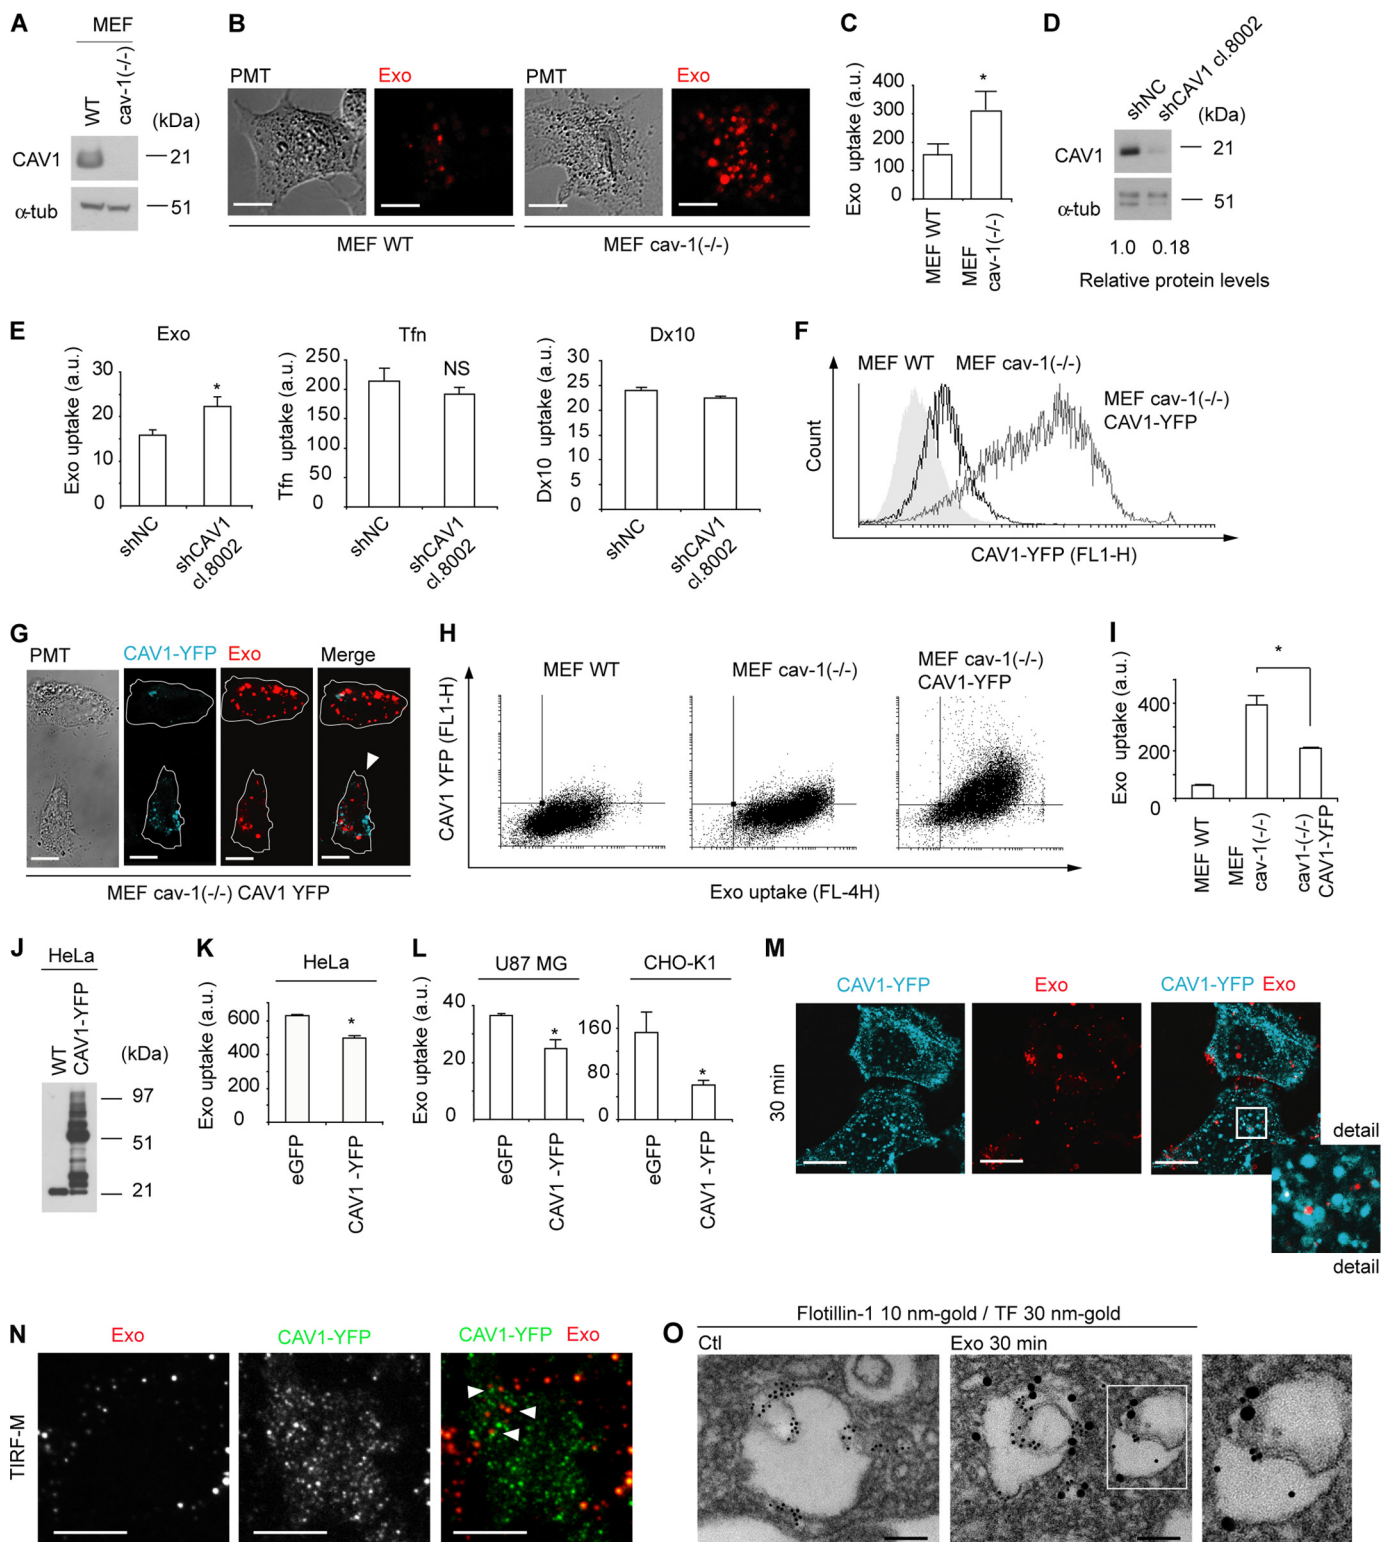 A
MEF
WT
cav-1(-/-)
(kDa)
CAV1
21
α-tub
51
B
PMT
Exo
PMT
Exo
MEF WT
MEF cav-1(-/-)
C
Exo uptake (a.u.)
400
300
200
100
0
*
MEF WT
MEF
cav-1(-/-)
D
shNC
shCAV1 cl.8002
(kDa)
CAV1
21
α-tub
51
1.0 0.18
Relative protein levels
E
Exo
Exo uptake (a.u.)
30
20
10
0
*
shNC
shCAV1
cl.8002
Tfn
Tfn uptake (a.u.)
250
200
150
100
50
0
NS
shNC
shCAV1
cl.8002
Dx10
Dx10 uptake (a.u.)
30
25
20
15
10
5
0
shNC
shCAV1
cl.8002
F
MEF WT
MEF cav-1(-/-)
MEF cav-1(-/-)
CAV1-YFP
Count
CAV1-YFP (FL1-H)
G
PMT
CAV1-YFP
Exo
Merge
MEF cav-1(-/-) CAV1 YFP
H
MEF WT
MEF cav-1(-/-)
MEF cav-1(-/-)
CAV1-YFP
CAV1 YFP (FL1-H)
Exo uptake (FL-4H)
I
*
Exo uptake (a.u.)
400
200
0
MEF WT
MEF
cav-1(-/-)
cav1-(-/-)
CAV1-YFP
J
HeLa
WT
CAV1-YFP
(kDa)
97
51
21
K
HeLa
Exo uptake (a.u.)
600
400
200
0
*
eGFP
CAV1 -YFP
L
U87 MG
Exo uptake (a.u.)
40
20
0
*
eGFP
CAV1 -YFP
CHO-K1
160
80
0
*
eGFP
CAV1 -YFP
M
CAV1-YFP
Exo
CAV1-YFP Exo
30 min
detail
detail
N
Exo
CAV1-YFP
CAV1-YFP Exo
TIRF-M
O
Flotillin-1 10 nm-gold / TF 30 nm-gold
Ctl
Exo 30 min